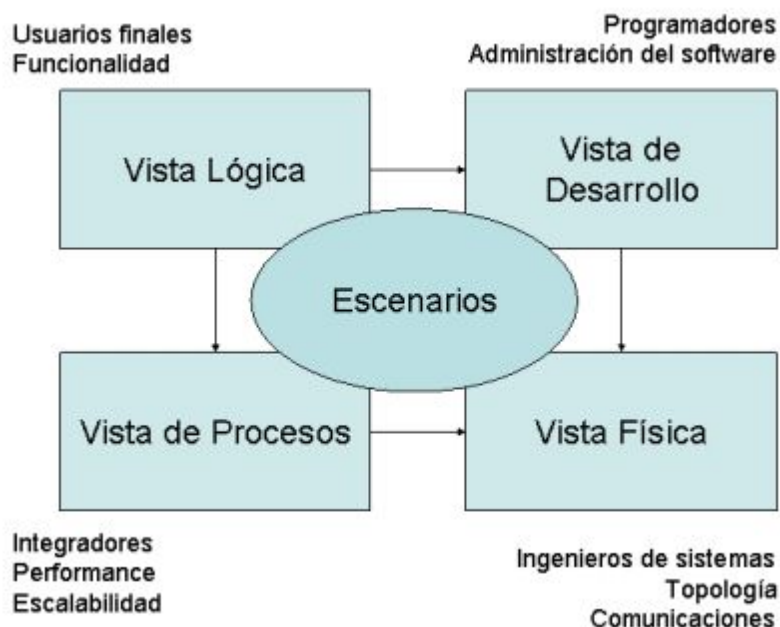 Usuarios finales
Funcionalidad
Programadores
Administración del software
Vista Lógica
Vista de
Desarrollo
Escenarios
Vista de Procesos
Vista Física
Integradores
Performance
Escalabilidad
Ingenieros de sistemas
Topología
Comunicaciones